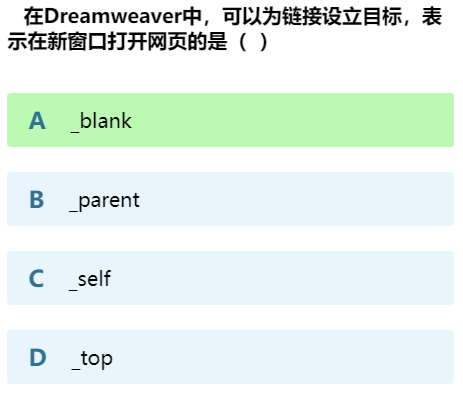 在Dreamweaver中，可以为链接设立目标，表
示在新窗口打开网页的是（  ）
A _blank
B _parent
C _self
D _top